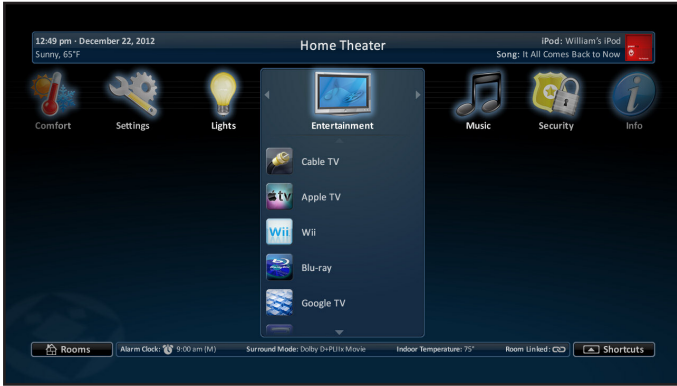 12:49 pm - December 22, 2012
Sunny, 65°F
Home Theater
iPod: William's iPod
Song: It All Comes Back to Now
Comfort
Settings
Lights
Entertainment
Music
Security
Info
Cable TV
tv
Apple TV
Wii
Wii
Blu-ray
Google TV
Rooms
Alarm Clock: 9:00 am (M)
Surround Mode: Dolby D+PLIIx Movie
Indoor Temperature: 75°
Room Linked:
Shortcuts